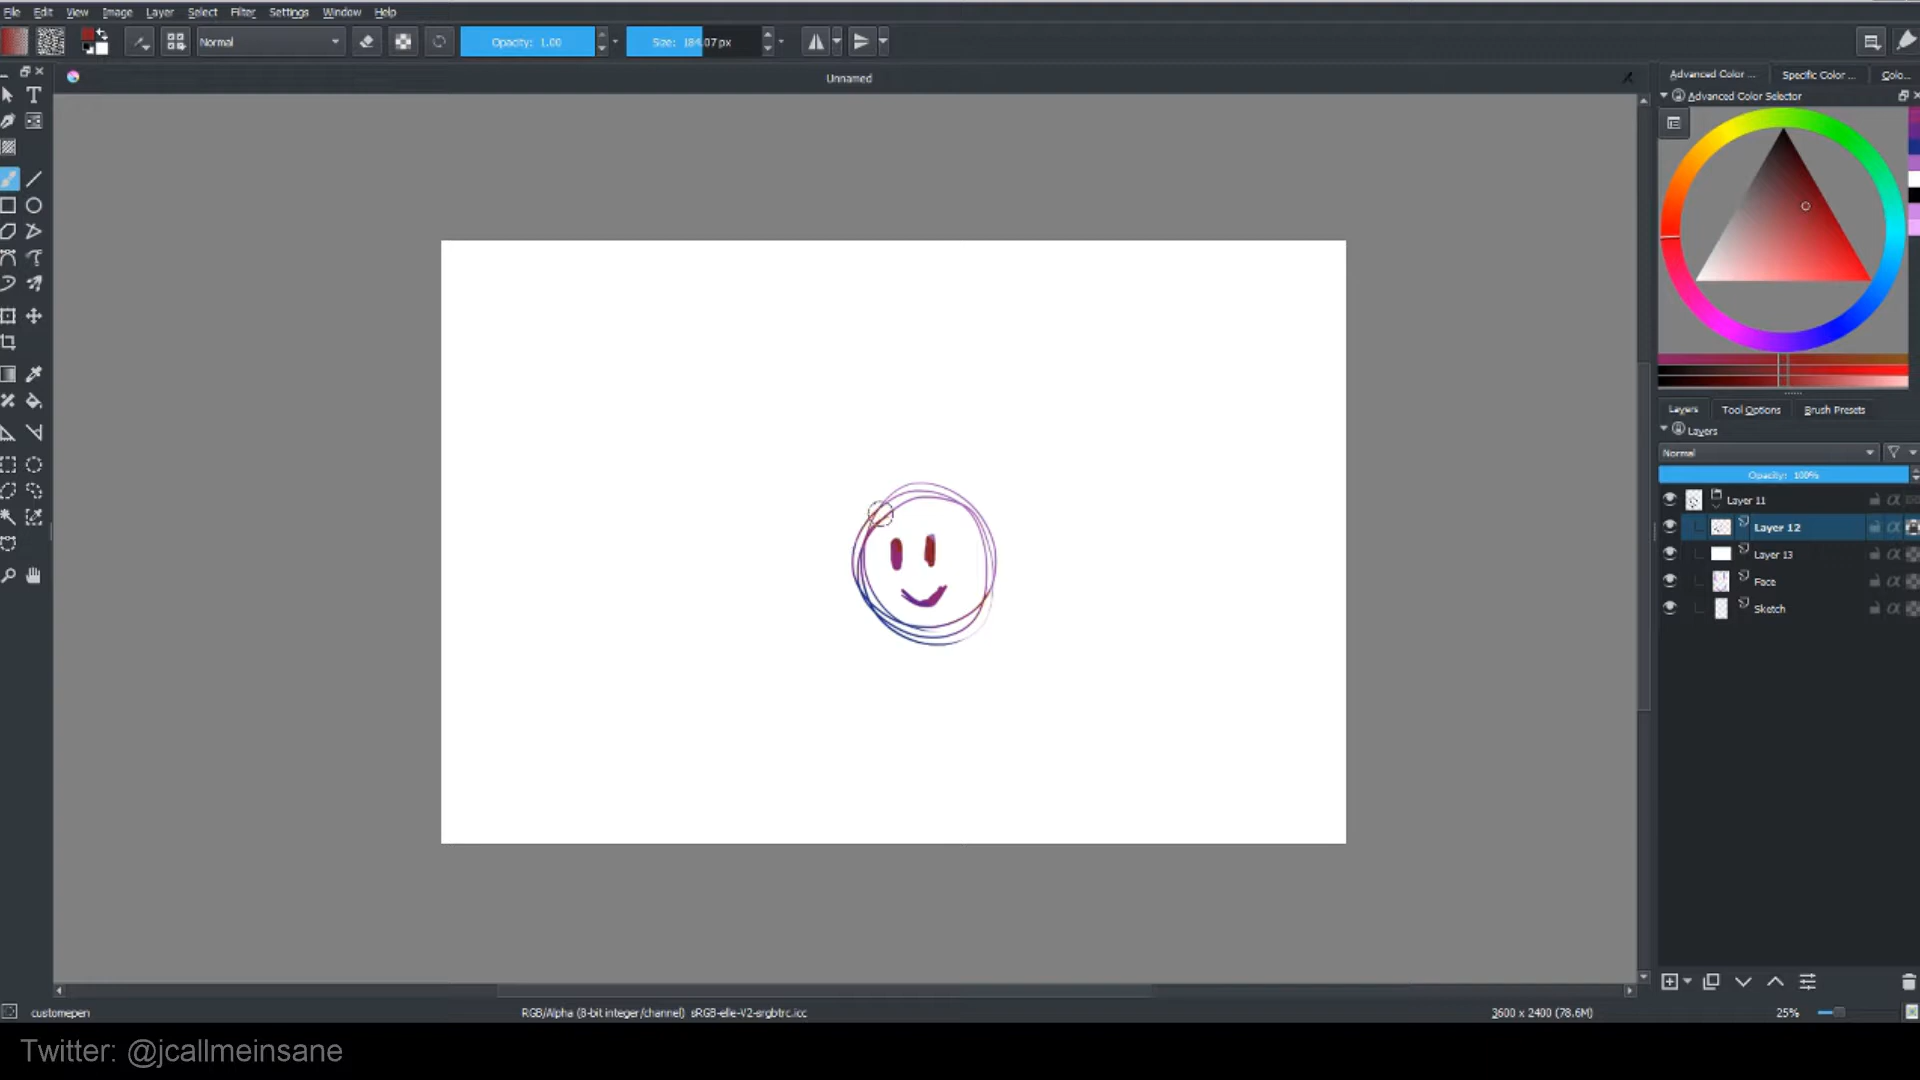 File Edit View Image Layer Select Filter Settings Window Help
Normal
Opacity: 1.00
Size: 184.07 px
Unnamed
Advanced Color ... Specific Color ... Colo...
Advanced Color Selector
Layers Tool Options Brush Presets
Layers
Normal
Opacity: 100%
Layer 11
Layer 12
Layer 13
Face
Sketch
customepen
RGB/Alpha (8-bit integer/channel) sRGB-elle-V2-srgbtrc.icc
3600 x 2400 (78.6M)
25%
Twitter: @jcallmeinsane